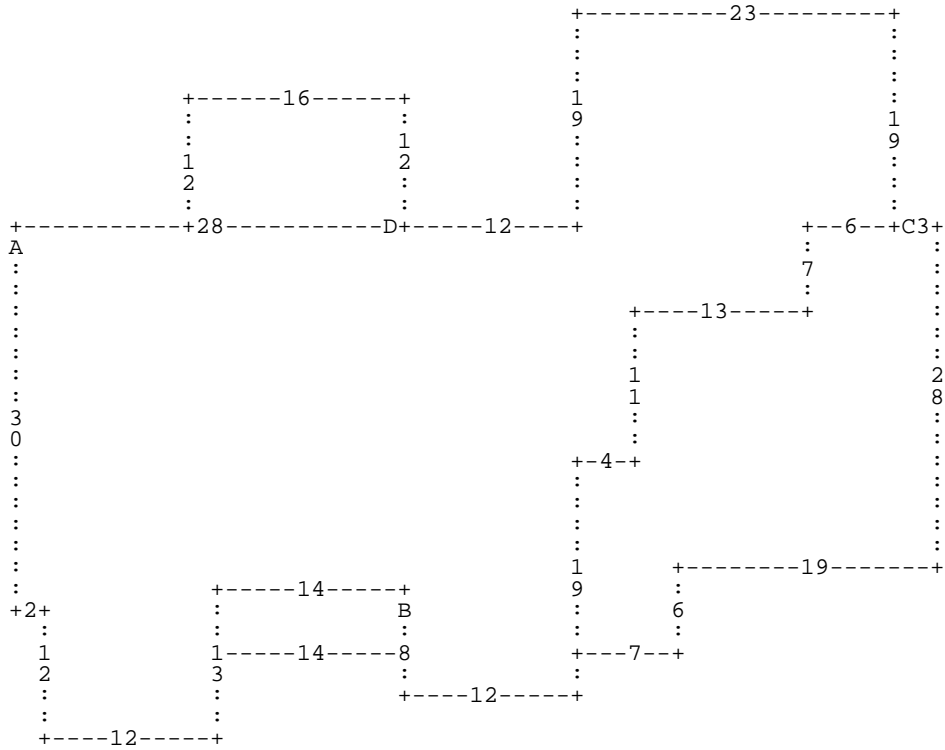 +----------23---------+
                                       :                     :
                                       :                     :
                                       :                     :
            +------16------+           1                     :
            :              :           9                     1
            :              1           :                     9
            1              2           :                     :
            2              :           :                     :
            :              :           :                     :
+-----------+28-----------D+-----12----+               +--6--+C3+
A                                                      :        :
:                                                      7        :
:                                                      :        :
:                                          +----13-----+        :
:                                          :                    :
:                                          :                    :
:                                          1                    2
:                                          1                    8
3                                          :                    :
0                                          :                    :
:                                      +-4-+                    :
:                                      :                        :
:                                      :                        :
:                                      :                        :
:                                      :                        :
:                                      1      +--------19-------+
:             +-----14-----+           9      :
+2+           :            B           :      6
  :           :            :           :      :
  1           1-----14-----8           +---7--+
  2           3            :           :
  :           :            +----12-----+
  :           :
  +----12-----+